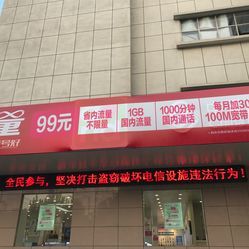 99元
省内流量
不限量
1GB
国内流量
1000分钟
国内通话
每月加30
100M宽带
全民参与，坚决打击盗窃破坏电信设施违法行为！